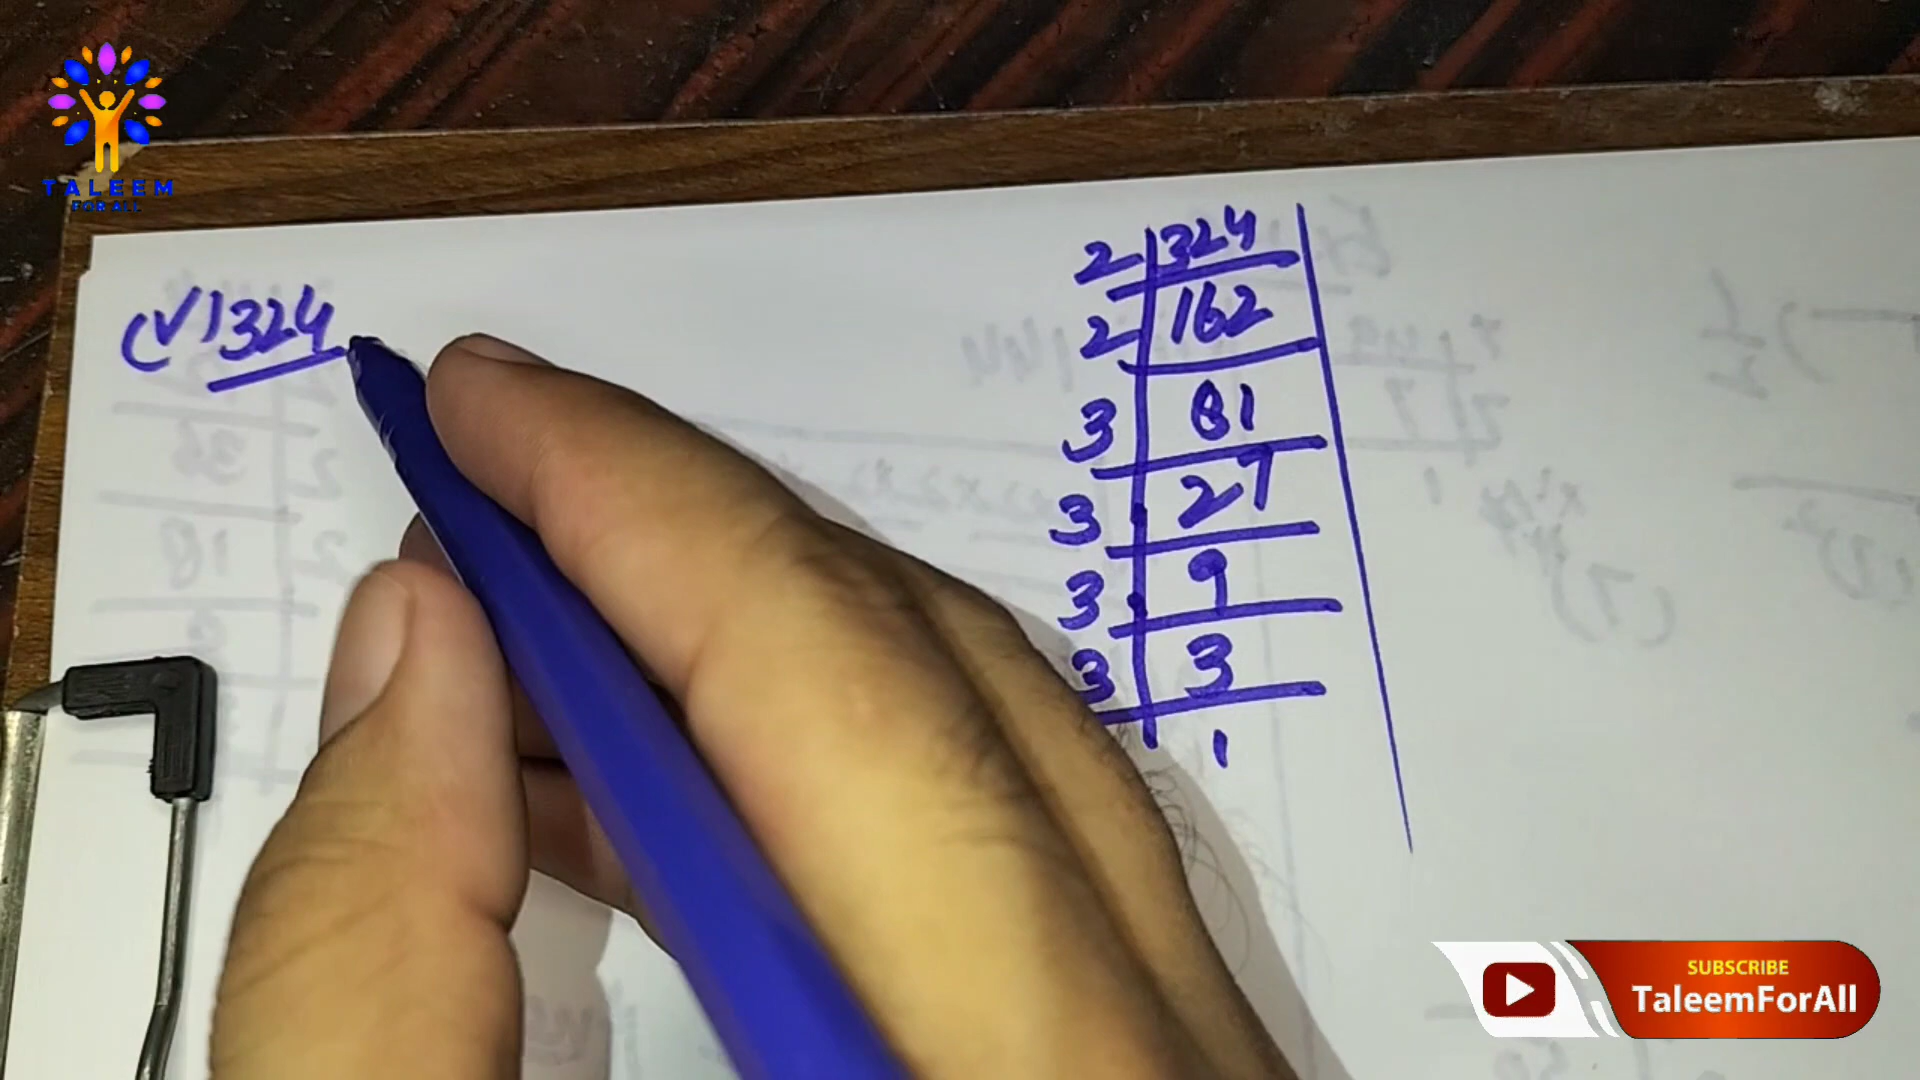 TALEEM
FOR ALL
(V) 324
2 | 324
2 | 162
3 | 81
3 | 27
3 | 9
3 | 3
1
SUBSCRIBE
TaleemForAll